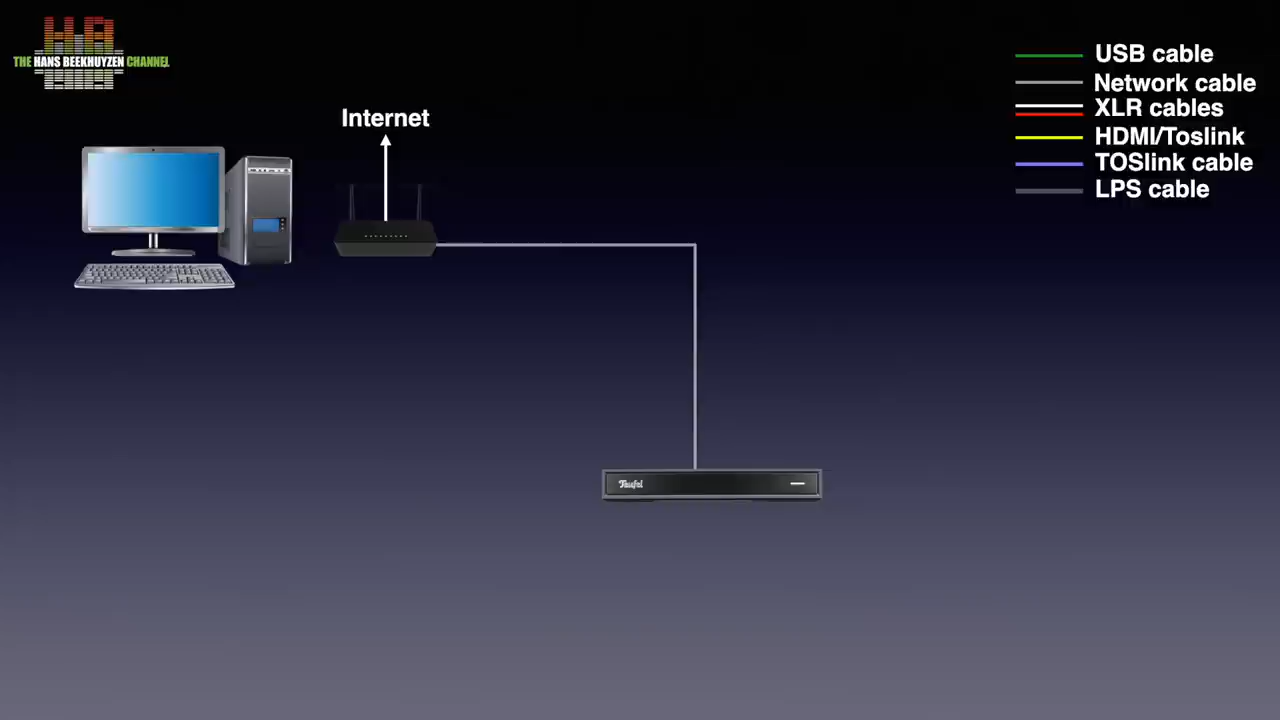 THE HANS BEEKHUYZEN CHANNEL
Internet
USB cable
Network cable
XLR cables
HDMI/Toslink
TOSlink cable
LPS cable
Teufel